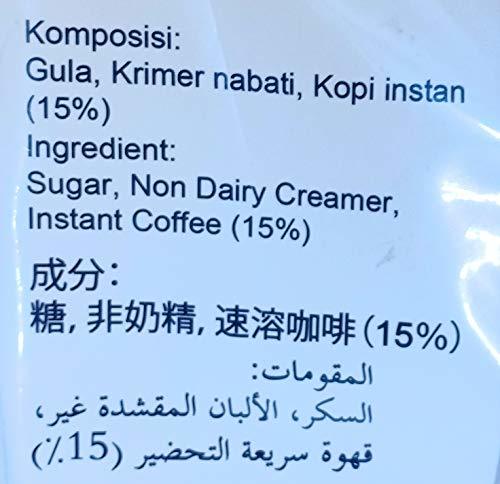 Komposisi:
Gula, Krimer nabati, Kopi instan
(15%)
Ingredient:
Sugar, Non Dairy Creamer,
Instant Coffee (15%)
成分:
糖, 非奶精, 速溶咖啡 (15%)
المقومات:
السكر، الألبان المقشدة غير،
قهوة سريعة التحضير (15٪)